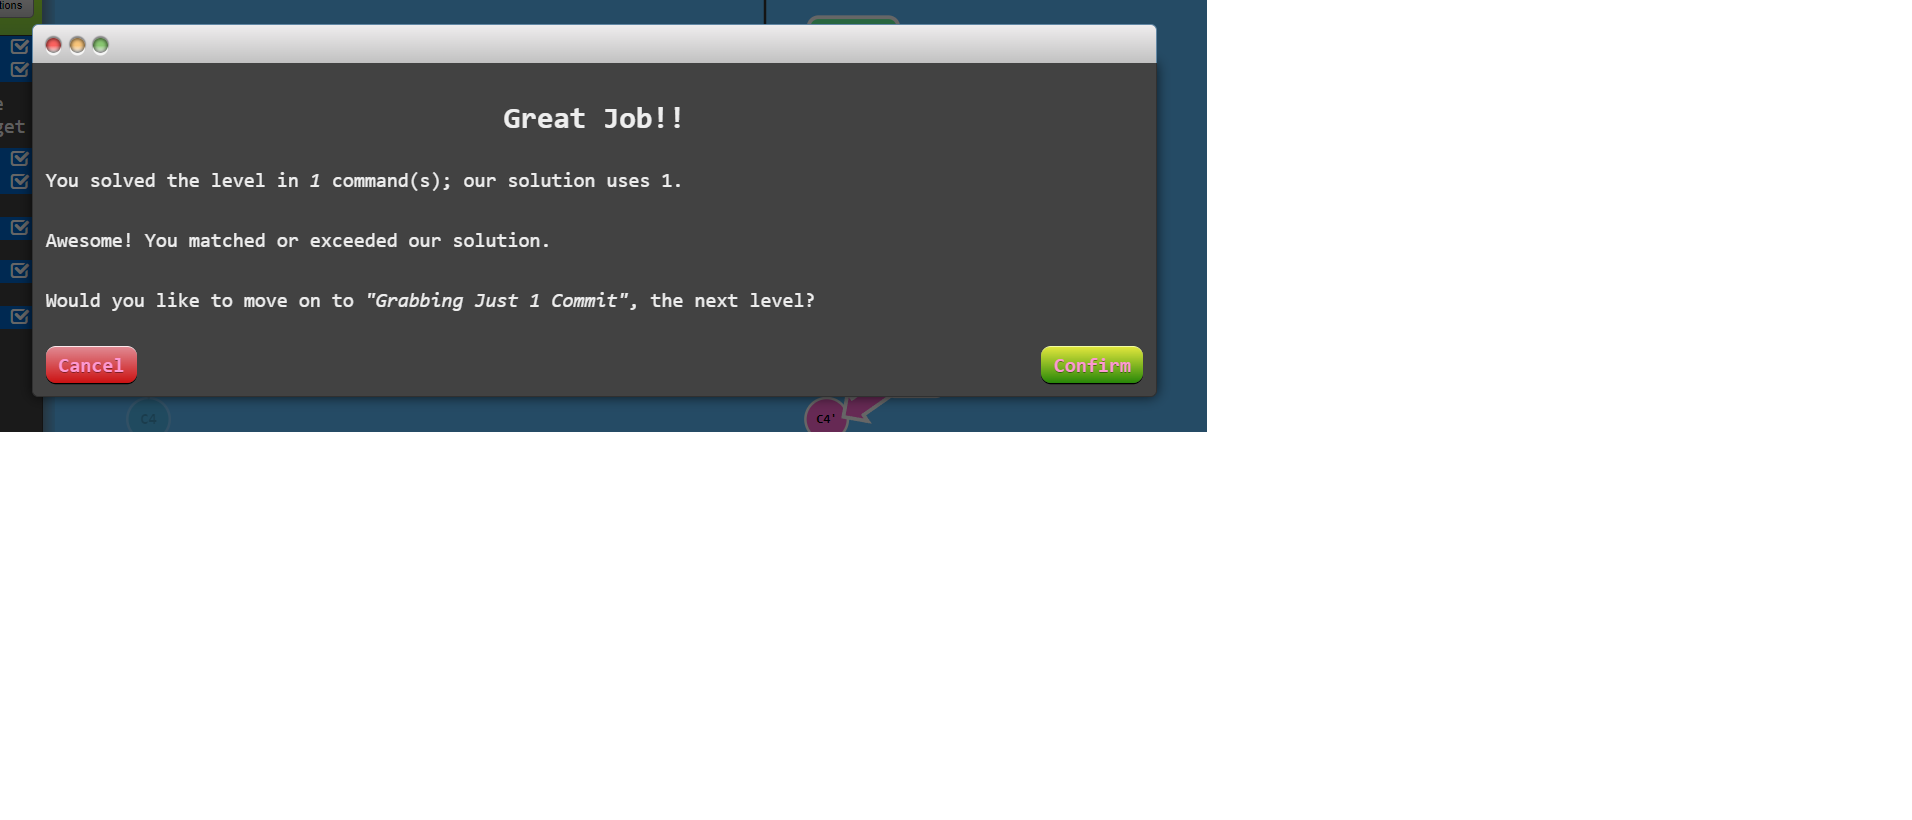 tions
get
Great Job!!
You solved the level in 1 command(s); our solution uses 1.
Awesome! You matched or exceeded our solution.
Would you like to move on to "Grabbing Just 1 Commit", the next level?
Cancel
Confirm
C4
C4'